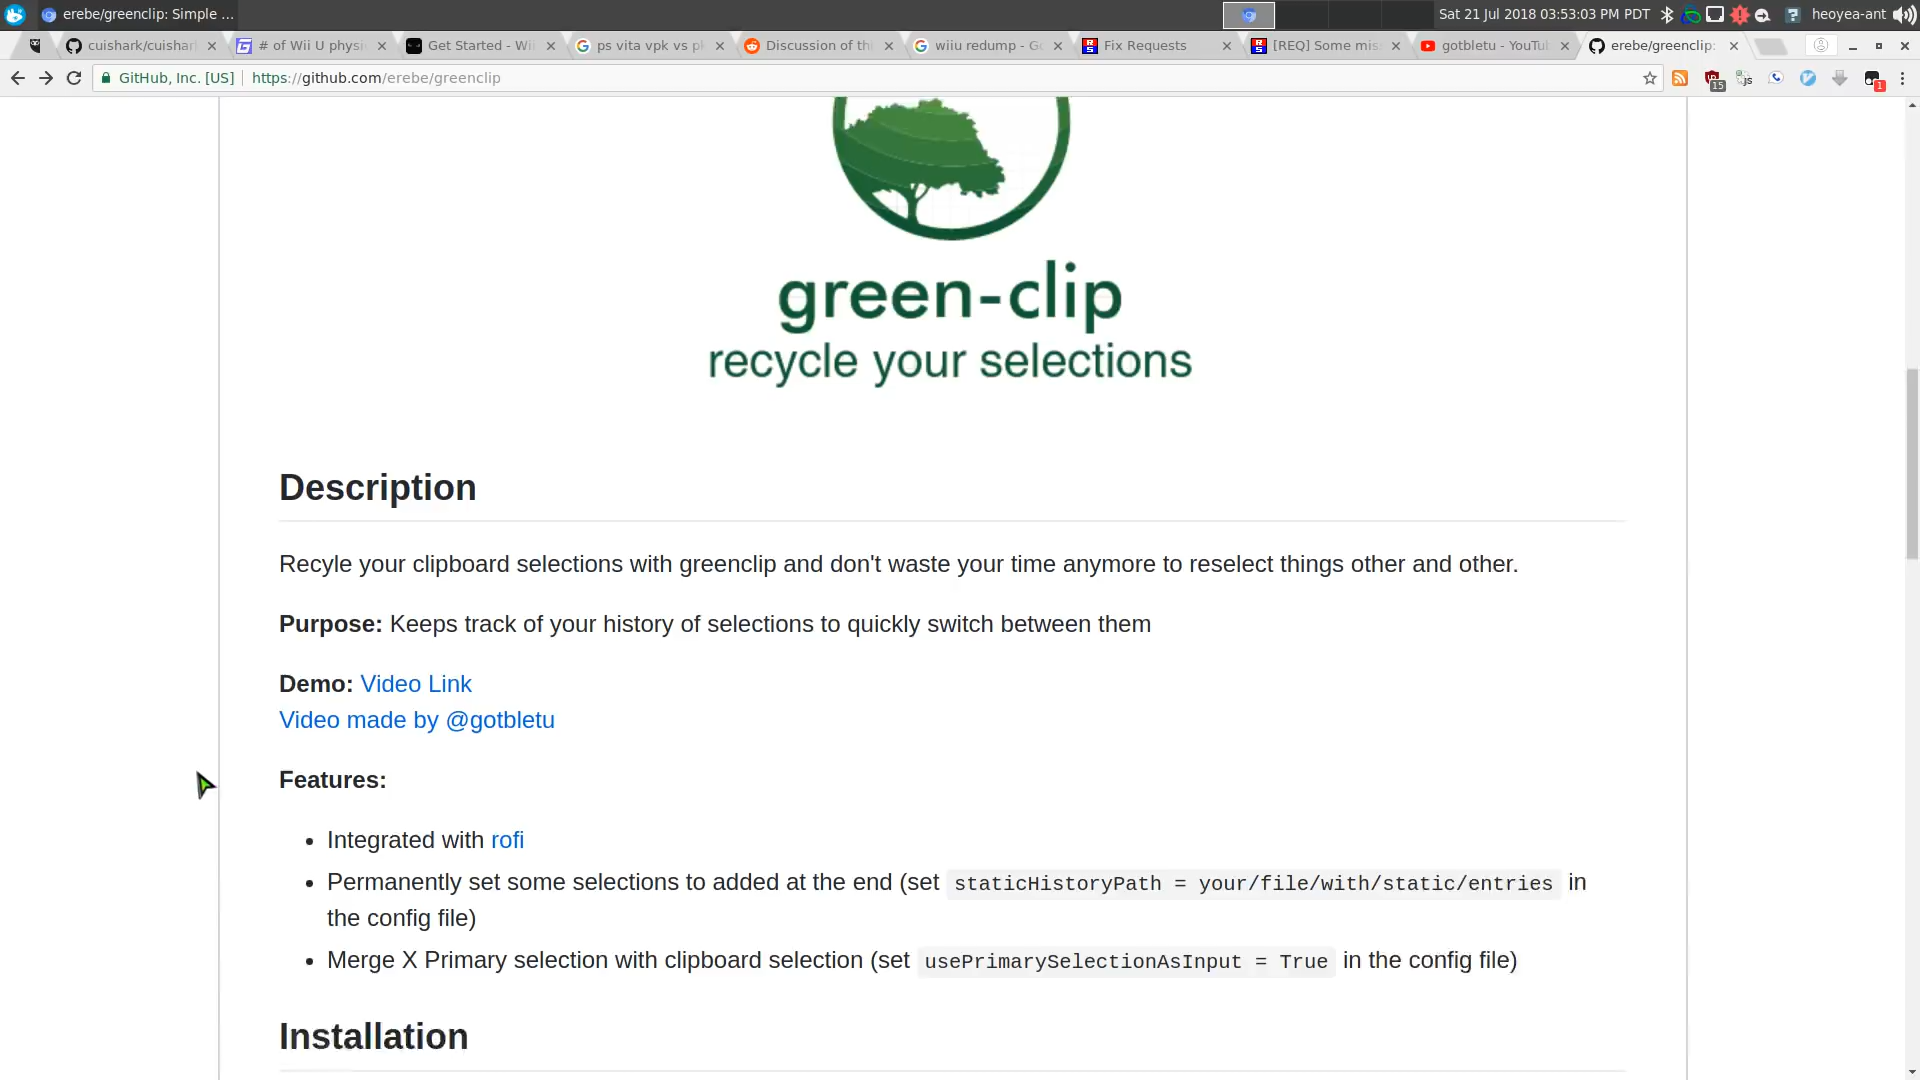 erebe/greenclip: Simple ...
Sat 21 Jul 2018 03:53:03 PM PDT
heoyea-ant
cuishark/cuishar
# of Wii U physi
Get Started - Wii
ps vita vpk vs pk
Discussion of thi
wiiu redump - Go
Fix Requests
[REQ] Some mis
gotbletu - YouTu
erebe/greenclip:
GitHub, Inc. [US]
https://github.com/erebe/greenclip
15
js
1
green-clip
recycle your selections
Description
Recyle your clipboard selections with greenclip and don't waste your time anymore to reselect things other and other.
Purpose: Keeps track of your history of selections to quickly switch between them
Demo: Video Link
Video made by @gotbletu
Features:
Integrated with rofi
Permanently set some selections to added at the end (set staticHistoryPath = your/file/with/static/entries in
the config file)
Merge X Primary selection with clipboard selection (set usePrimarySelectionAsInput = True in the config file)
Installation